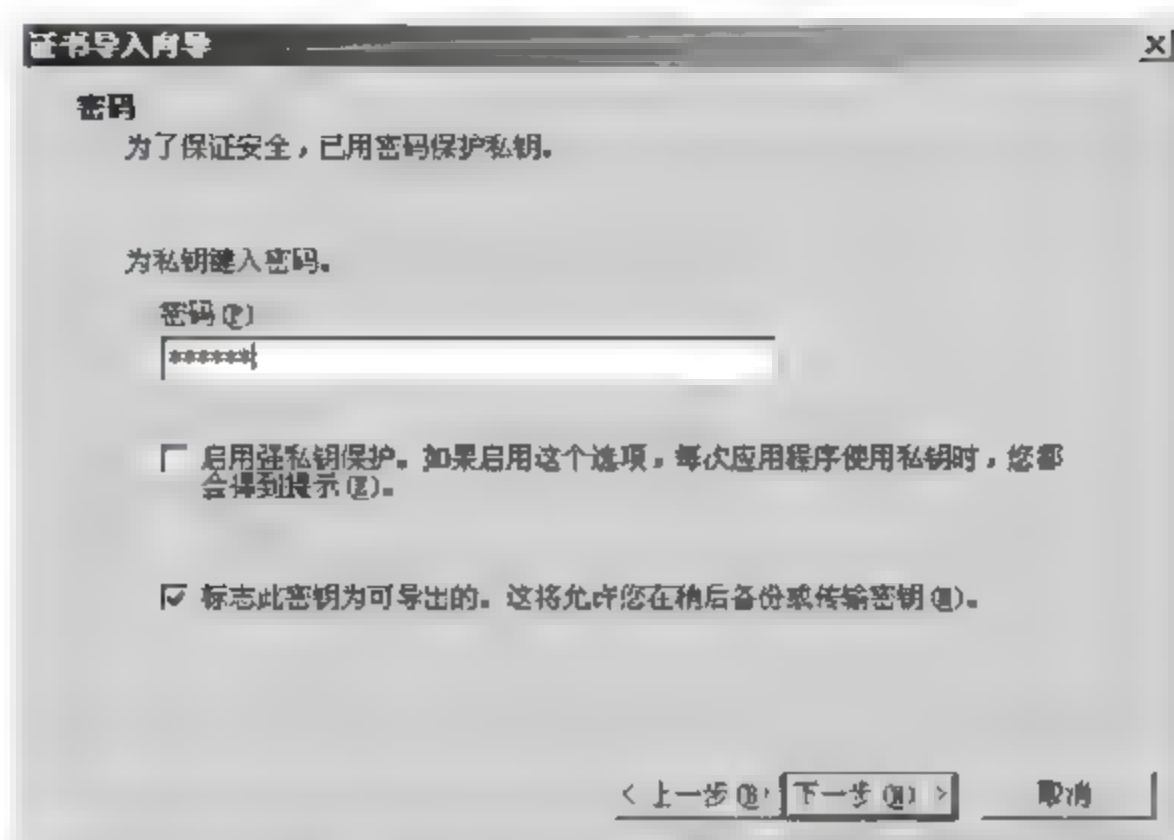 证书导入向导
密码
为了保证安全，已用密码保护私钥。
为私钥键入密码。
密码(P)
******
启用强私钥保护。如果启用这个选项，每次应用程序使用私钥时，您都
会得到提示(E)。
标志此密钥为可导出的。这将允许您在稍后备份或传输密钥(M)。
< 上一步(B) 下一步(N) > 取消